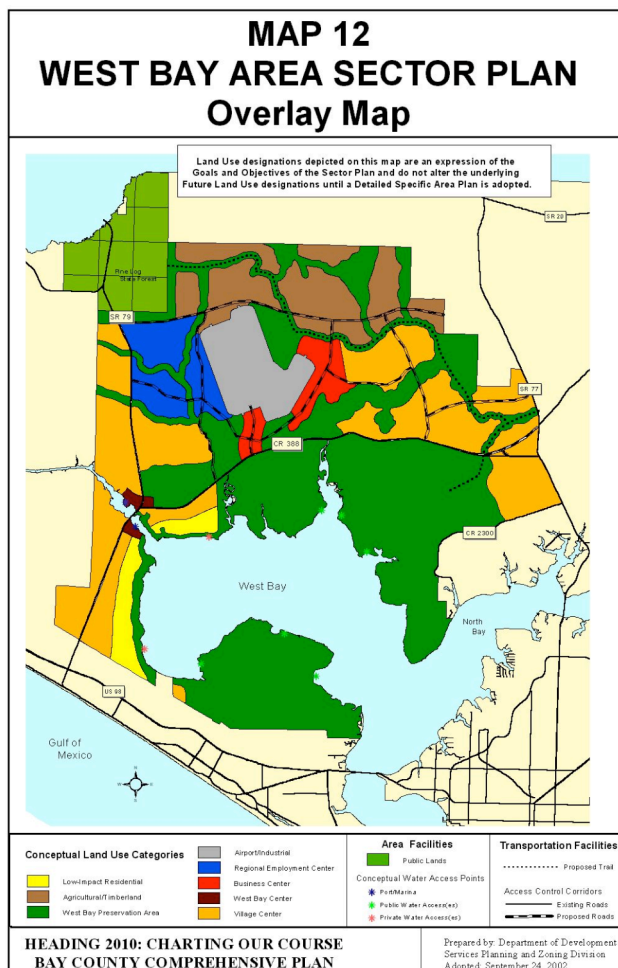 MAP 12
WEST BAY AREA SECTOR PLAN
Overlay Map
Land Use designations depicted on this map are an expression of the
Goals and Objectives of the Sector Plan and do not alter the underlying
Future Land Use designations until a Detailed Specific Area Plan is adopted.
SR 20
Pine Log
State Forest
SR 79
SR 77
CR 388
CR 2300
West Bay
North
Bay
US 98
Gulf of
Mexico
N
W
E
S
Conceptual Land Use Categories
Low-Impact Residential
Agricultural/Timberland
West Bay Preservation Area
Airport/Industrial
Regional Employment Center
Business Center
West Bay Center
Village Center
Area Facilities
Public Lands
Conceptual Water Access Points
Port/Marina
Public Water Access(es)
Private Water Access(es)
Transportation Facilities
Proposed Trail
Access Control Corridors
Existing Roads
Proposed Roads
HEADING 2010: CHARTING OUR COURSE
BAY COUNTY COMPREHENSIVE PLAN
Prepared by: Department of Development
Services Planning and Zoning Division
Adopted: September 24, 2002